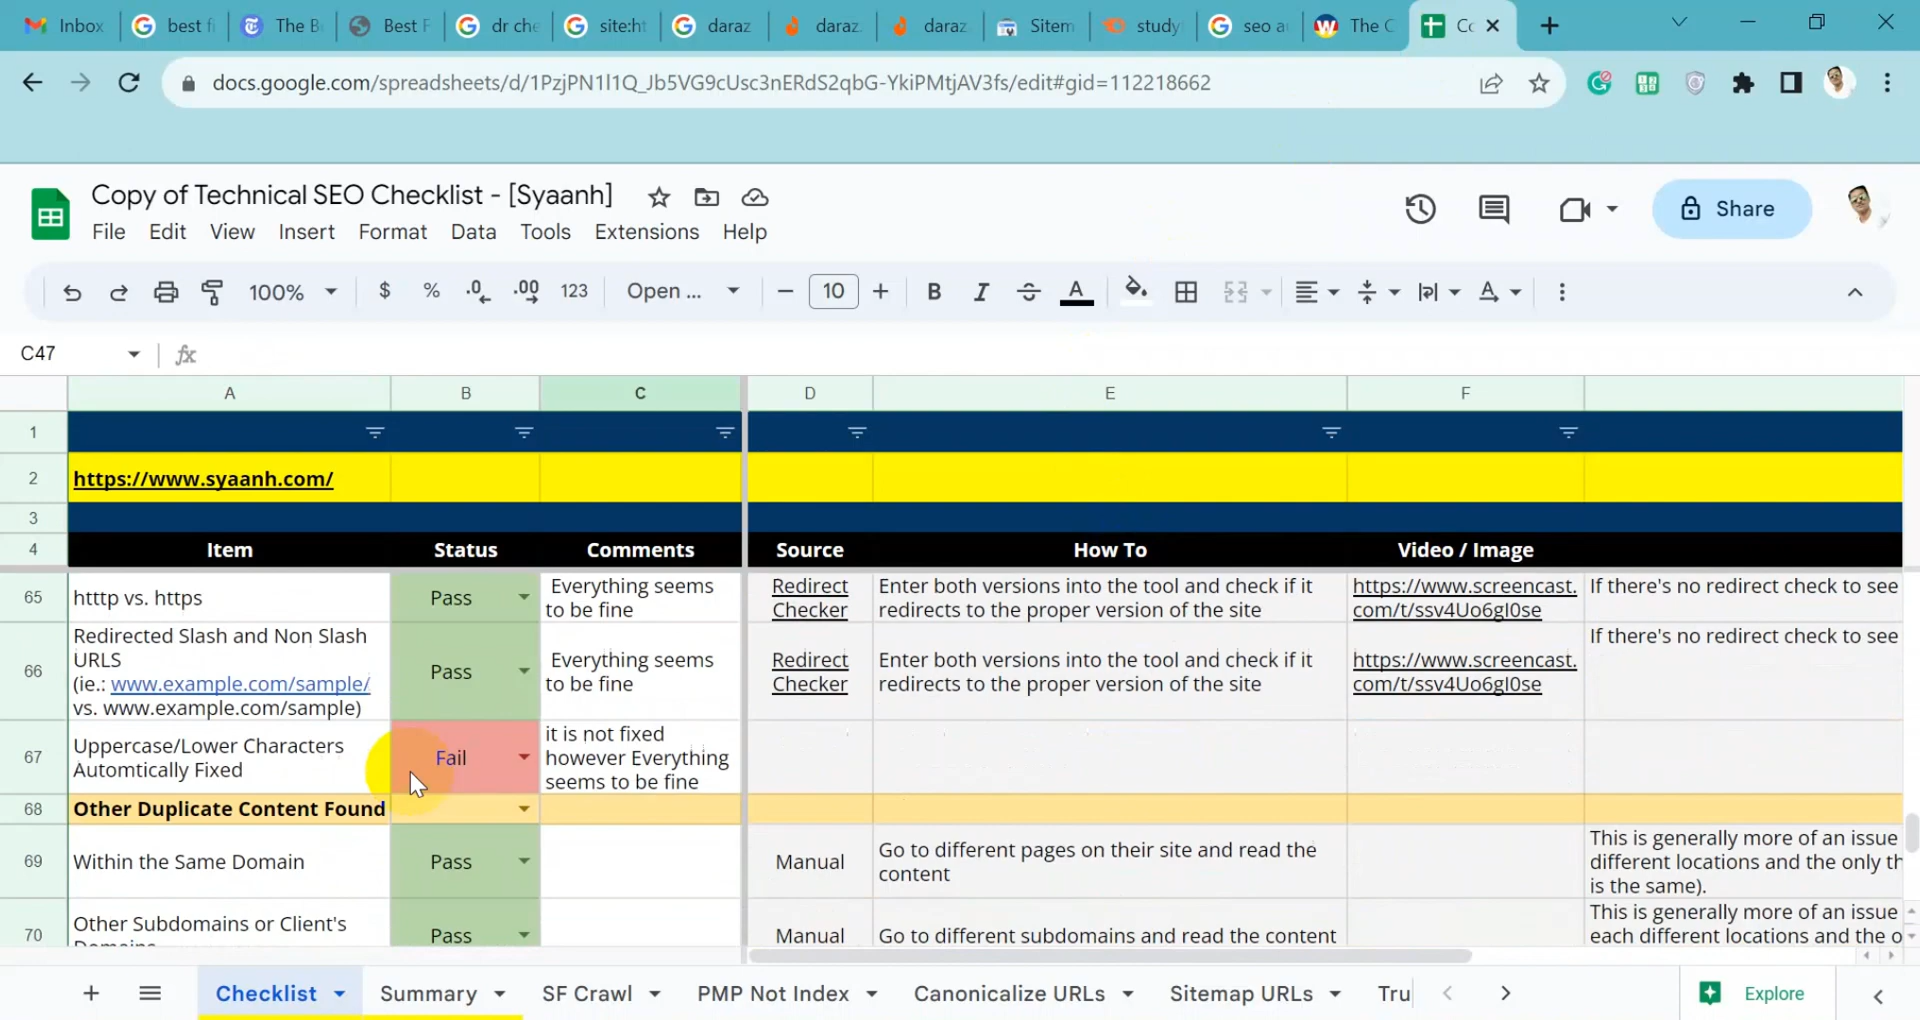 Inbox
best f
The B
Best F
dr che
site:ht
daraz
daraz
daraz
Sitem
study
seo a
The C
Co
docs.google.com/spreadsheets/d/1PzjPN1l1Q_Jb5VG9cUsc3nERdS2qbG-YkiPMtjAV3fs/edit#gid=112218662
Copy of Technical SEO Checklist - [Syaanh]
File Edit View Insert Format Data Tools Extensions Help
Share
100% $ % .0 .00 123 Open ... 10 B I A
C47 fx
A B C D E F
1
2 https://www.syaanh.com/
3
4 Item Status Comments Source How To Video / Image
65 htttp vs. https Pass
Everything seems
to be fine
Redirect
Checker
Enter both versions into the tool and check if it
redirects to the proper version of the site
https://www.screencast.
com/t/ssv4Uo6gI0se
If there's no redirect check to see
66
Redirected Slash and Non Slash
URLS
(ie.: www.example.com/sample/
vs. www.example.com/sample)
Pass
Everything seems
to be fine
Redirect
Checker
Enter both versions into the tool and check if it
redirects to the proper version of the site
https://www.screencast.
com/t/ssv4Uo6gI0se
If there's no redirect check to see
67
Uppercase/Lower Characters
Automtically Fixed
Fail
it is not fixed
however Everything
seems to be fine
68 Other Duplicate Content Found
69 Within the Same Domain Pass Manual
Go to different pages on their site and read the
content
This is generally more of an issue
different locations and the only th
is the same).
70
Other Subdomains or Client's
Domains
Pass Manual Go to different subdomains and read the content
This is generally more of an issue
each different locations and the o
Checklist Summary SF Crawl PMP Not Index Canonicalize URLs Sitemap URLs Tru
Explore